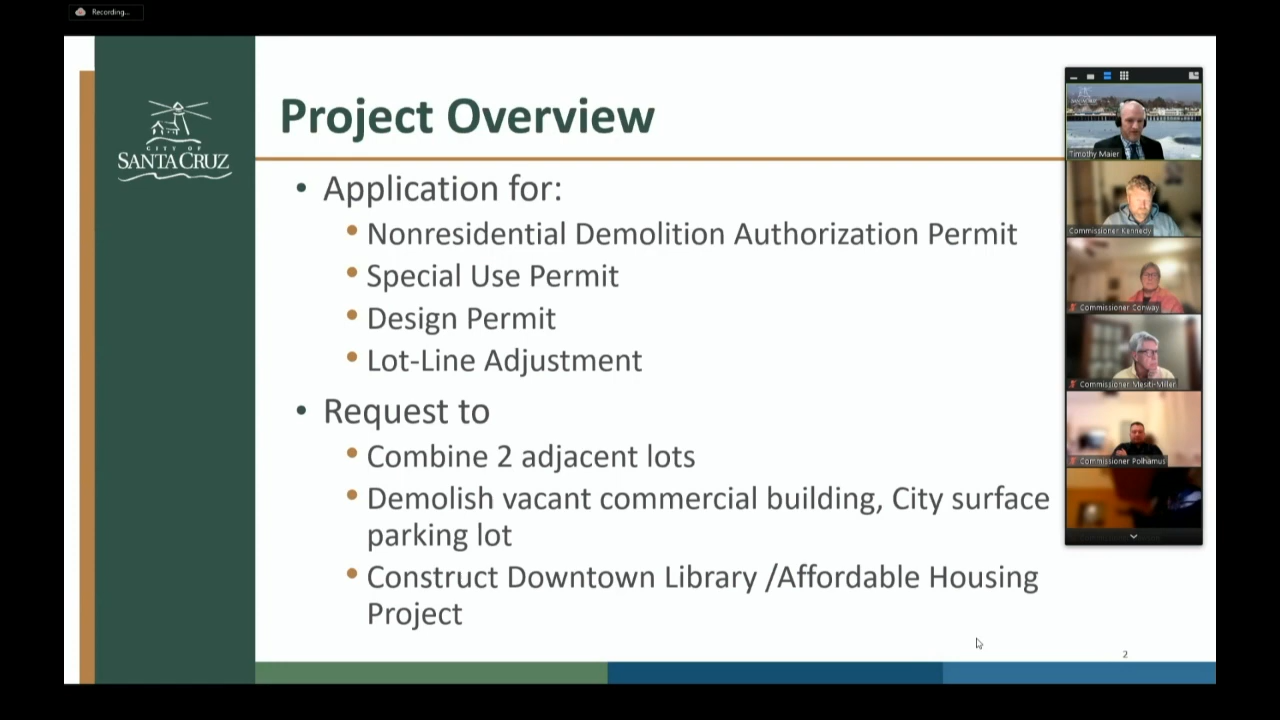 Recording...
CITY OF
SANTA CRUZ
Project Overview
• Application for:
• Nonresidential Demolition Authorization Permit
• Special Use Permit
• Design Permit
• Lot-Line Adjustment
• Request to
• Combine 2 adjacent lots
• Demolish vacant commercial building, City surface
parking lot
• Construct Downtown Library /Affordable Housing
Project
2
SANTA CRUZ
Timothy Maier
Commissioner Kennedy
Commissioner Conway
Commissioner Mesiti-Miller
Commissioner Polhamus